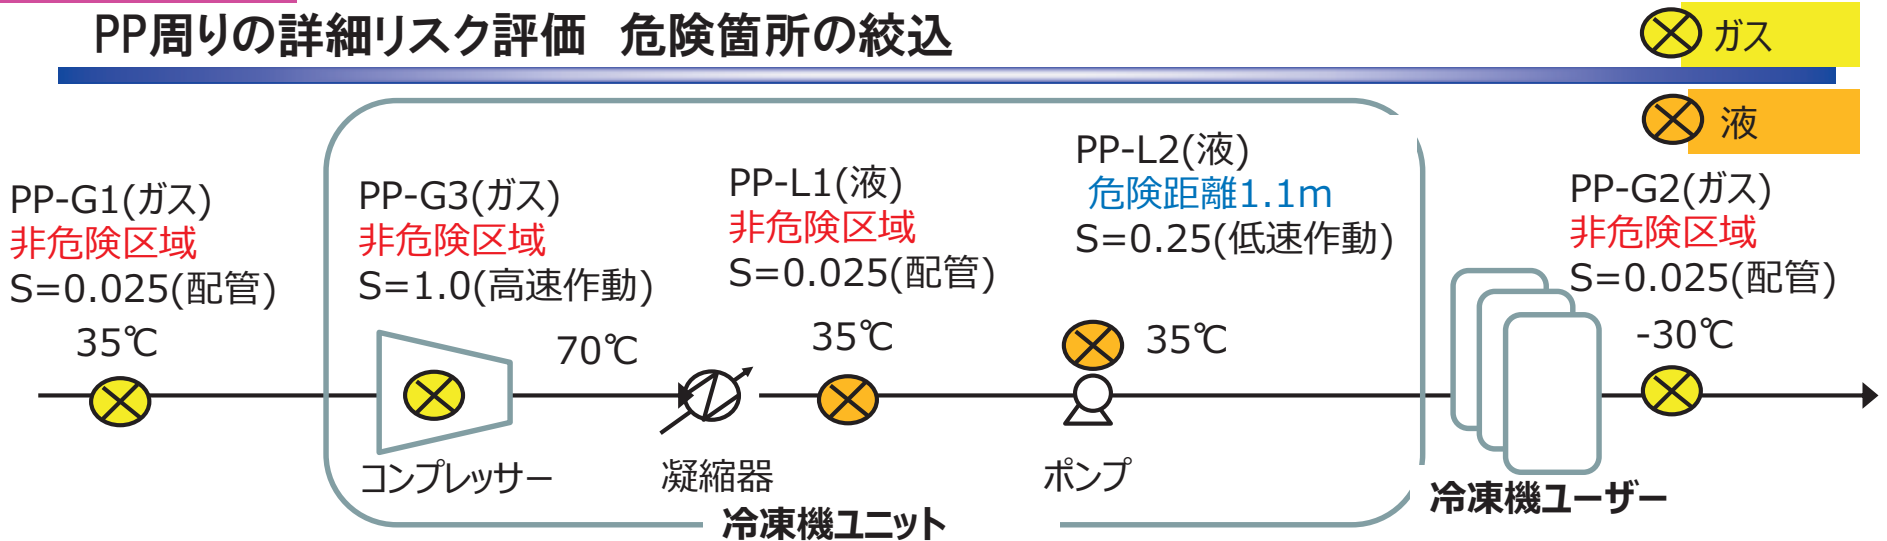 PP周りの詳細リスク評価　危険箇所の絞込
ガス
液
PP-G1(ガス)
非危険区域
S=0.025(配管)
35℃
PP-G3(ガス)
非危険区域
S=1.0(高速作動)
70℃
PP-L1(液)
非危険区域
S=0.025(配管)
35℃
PP-L2(液)
危険距離1.1m
S=0.25(低速作動)
35℃
PP-G2(ガス)
非危険区域
S=0.025(配管)
-30℃
コンプレッサー
凝縮器
ポンプ
冷凍機ユニット
冷凍機ユーザー